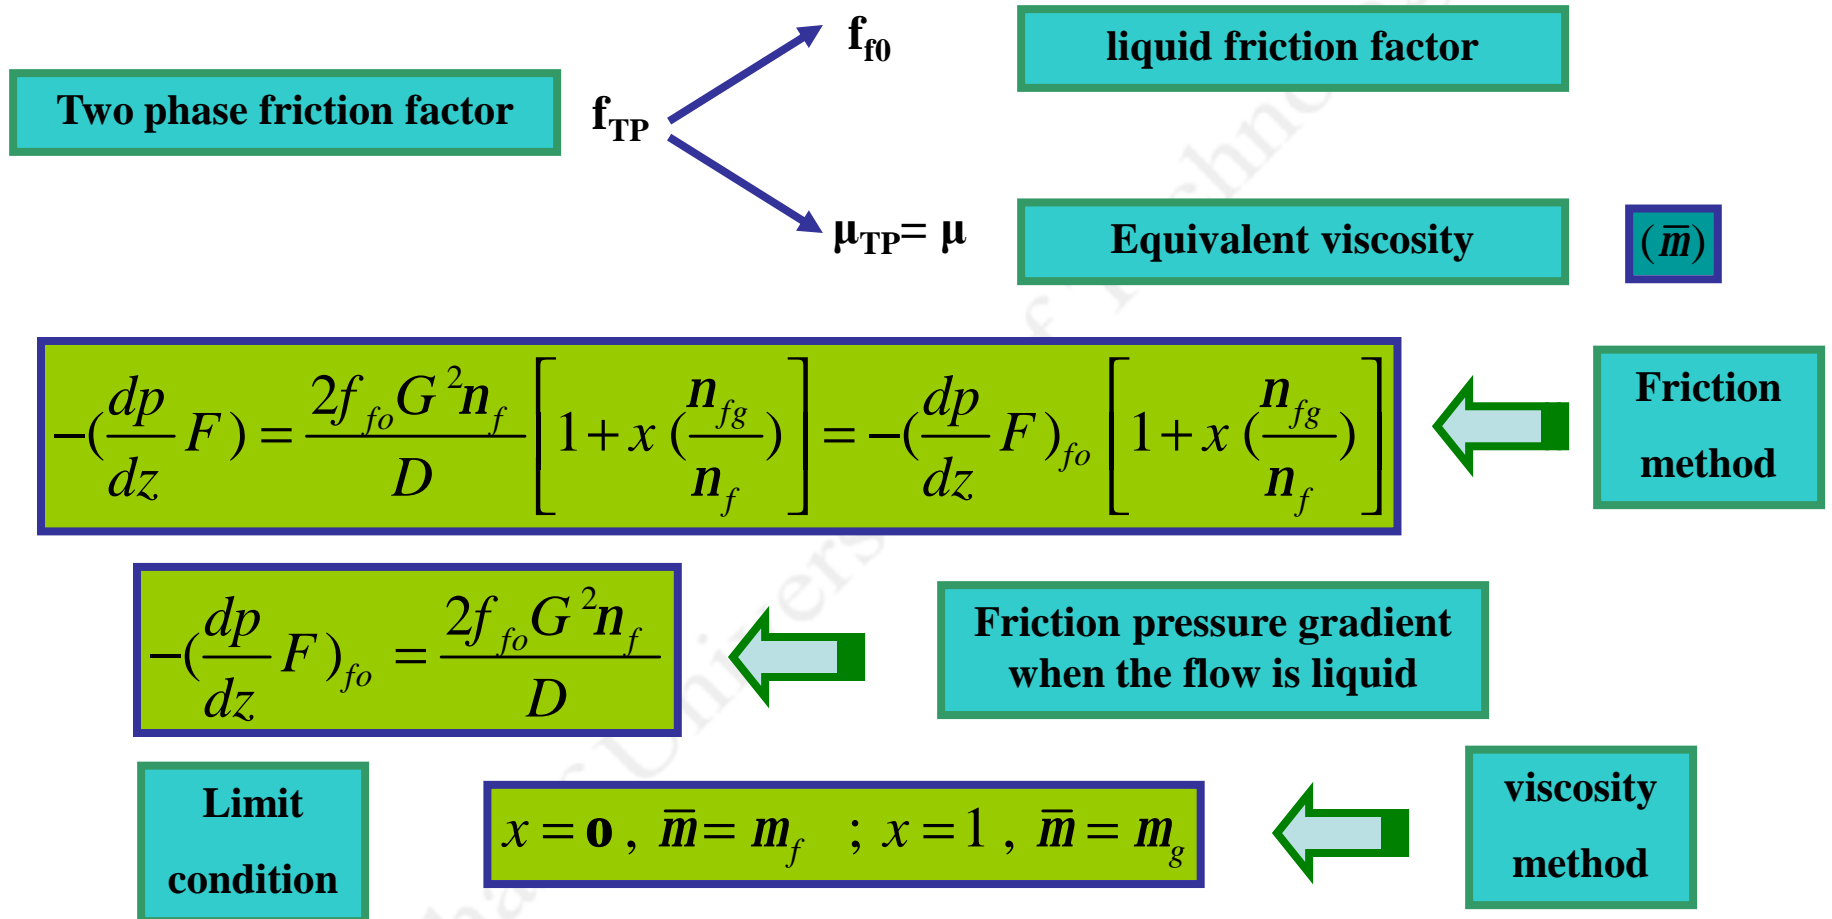 f_f0 liquid friction factor
Two phase friction factor f_TP
μ_TP= μ Equivalent viscosity (m̅)
−(dp/dz F) = 2f_fo G² n_f / D [1 + x (n_fg / n_f)] = −(dp/dz F)_fo [1 + x (n_fg / n_f)]
Friction
method
−(dp/dz F)_fo = 2f_fo G² n_f / D
Friction pressure gradient
when the flow is liquid
Limit
condition
x = o , m̅ = m_f ; x = 1 , m̅ = m_g
viscosity
method